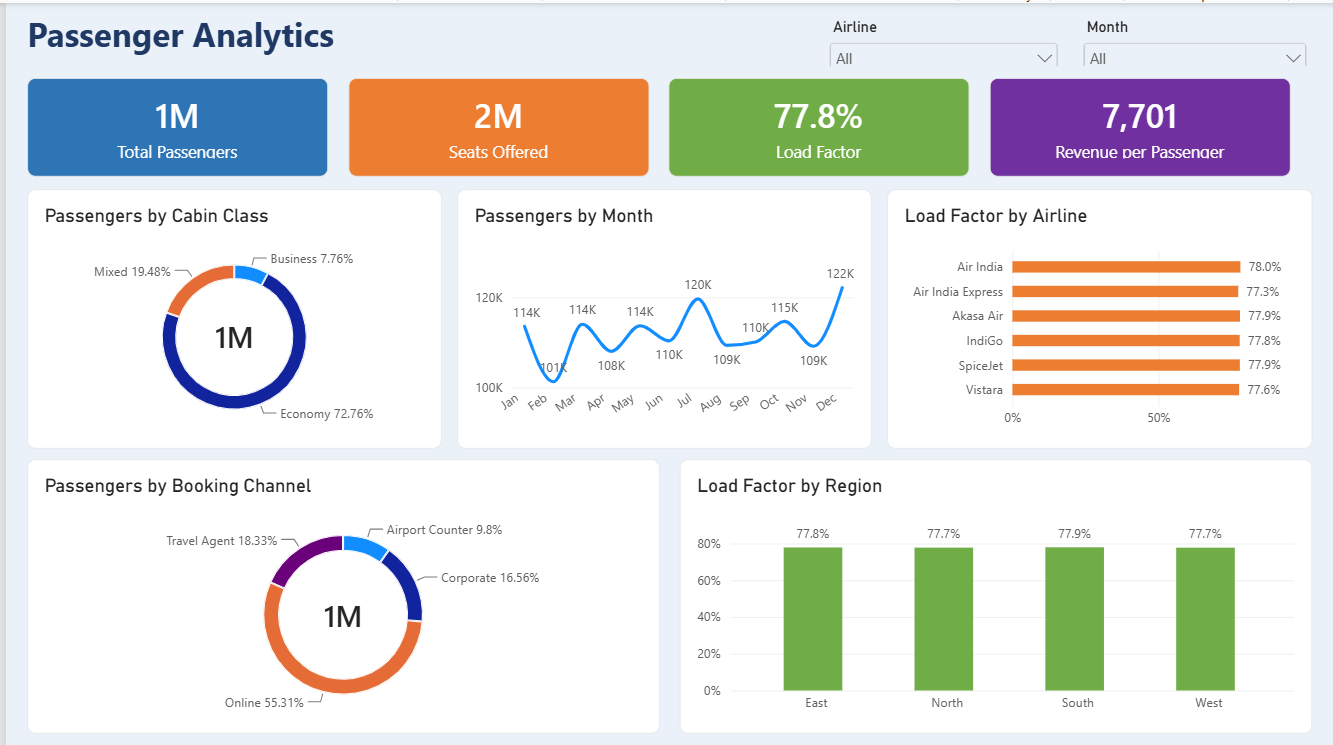 Passenger Analytics
Airline
Month
All
All
1M
Total Passengers
2M
Seats Offered
77.8%
Load Factor
7,701
Revenue per Passenger
Passengers by Cabin Class
Business 7.76%
Mixed 19.48%
1M
Economy 72.76%
Passengers by Month
120K
100K
114K
101K
114K
108K
114K
110K
120K
109K
110K
115K
109K
122K
Jan
Feb
Mar
Apr
May
Jun
Jul
Aug
Sep
Oct
Nov
Dec
Load Factor by Airline
Air India 78.0%
Air India Express 77.3%
Akasa Air 77.9%
IndiGo 77.8%
SpiceJet 77.9%
Vistara 77.6%
0% 50%
Passengers by Booking Channel
Airport Counter 9.8%
Travel Agent 18.33%
Corporate 16.56%
1M
Online 55.31%
Load Factor by Region
77.8% 77.7% 77.9% 77.7%
80%
60%
40%
20%
0%
East North South West